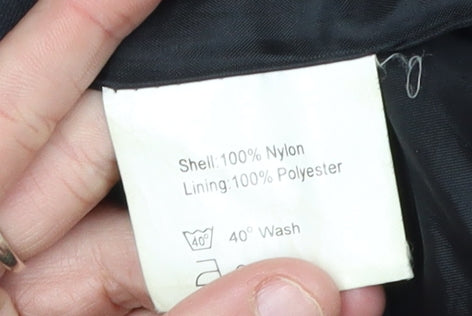 Shell:100% Nylon
Lining:100% Polyester
40° 40° Wash